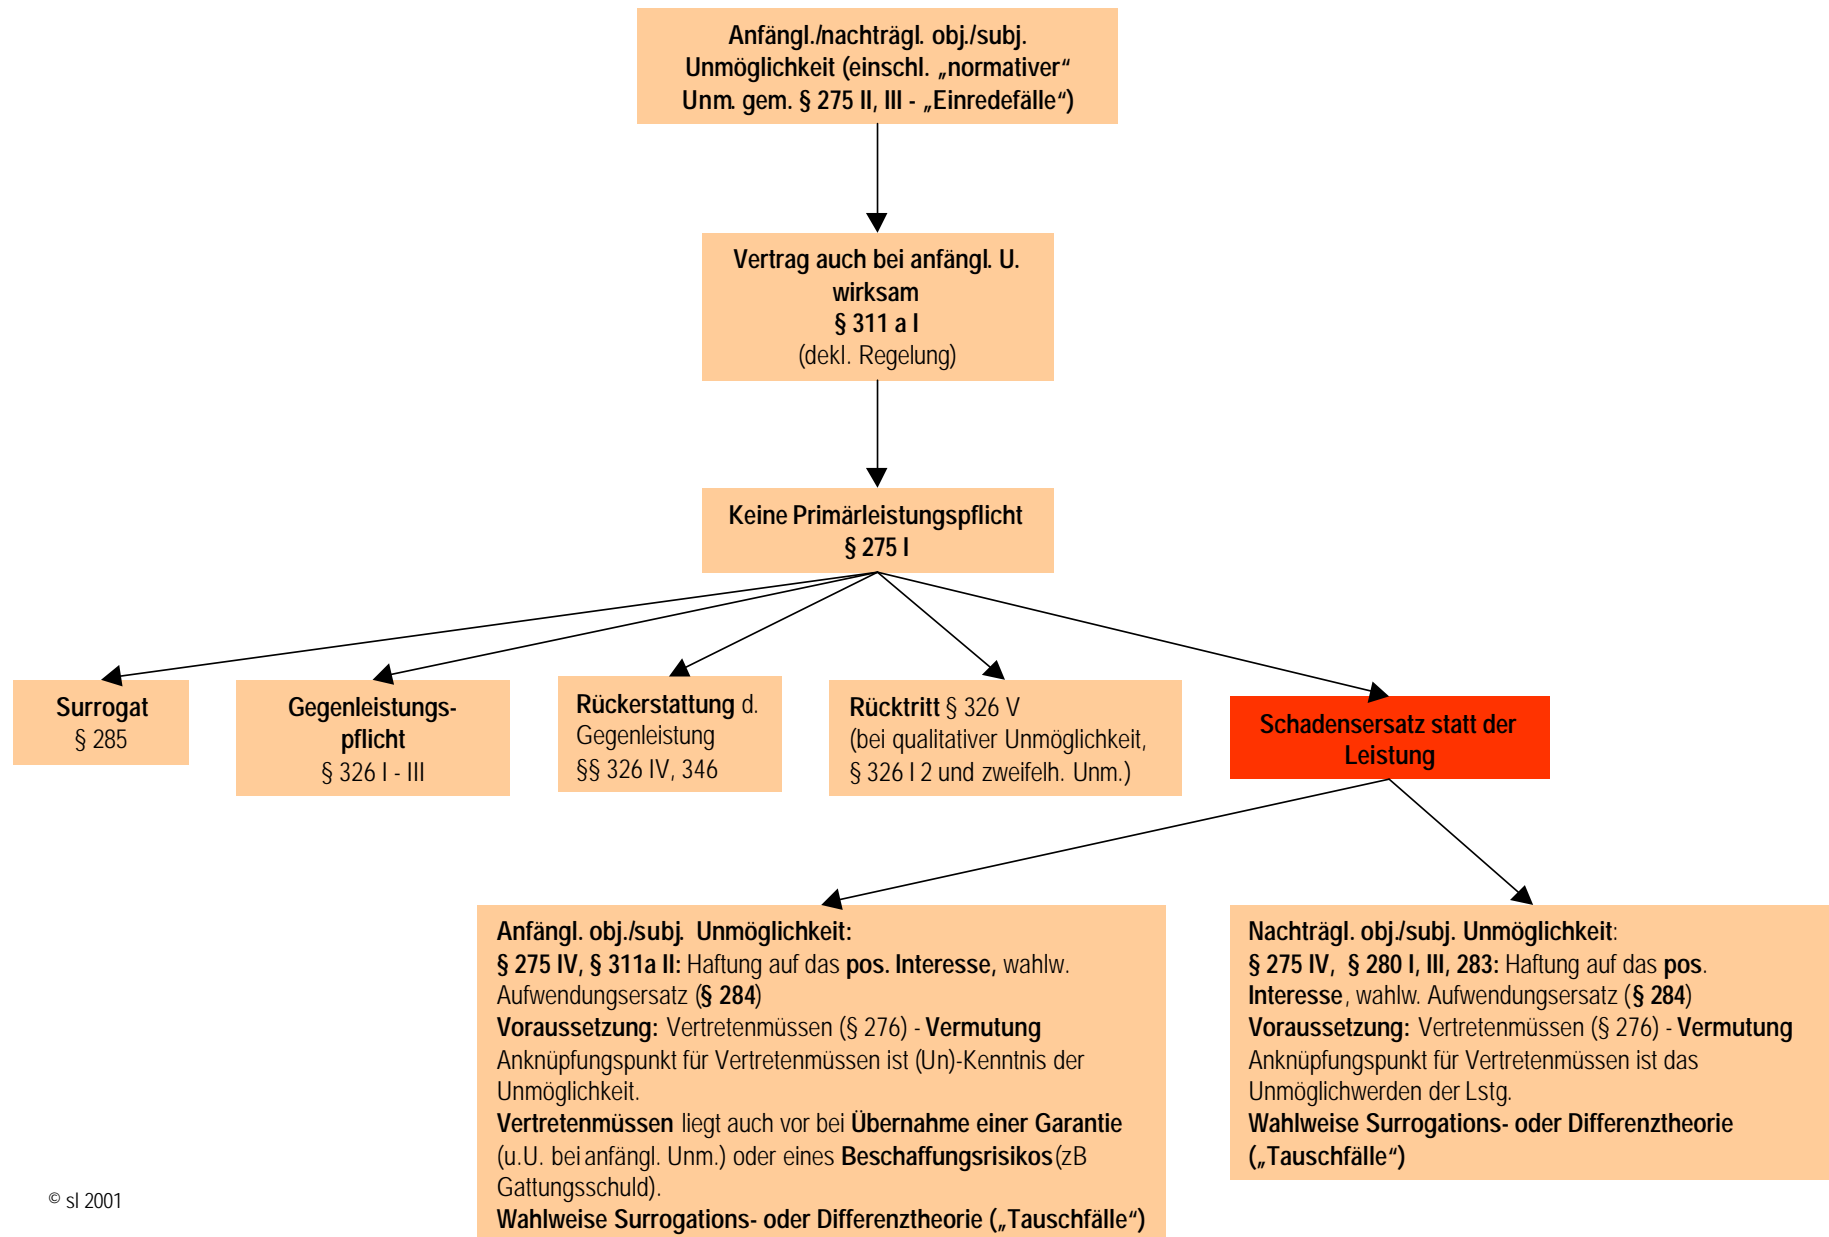 Anfängl./nachträgl. obj./subj.
Unmöglichkeit (einschl. „normativer“
Unm. gem. § 275 II, III - „Einredefälle“)
Vertrag auch bei anfängl. U.
wirksam
§ 311 a I
(dekl. Regelung)
Keine Primärleistungspflicht
§ 275 I
Surrogat
§ 285
Gegenleistungs-
pflicht
§ 326 I - III
Rückerstattung d.
Gegenleistung
§§ 326 IV, 346
Rücktritt § 326 V
(bei qualitativer Unmöglichkeit,
§ 326 I 2 und zweifelh. Unm.)
Schadensersatz statt der
Leistung
Anfängl. obj./subj. Unmöglichkeit:
§ 275 IV, § 311a II: Haftung auf das pos. Interesse, wahlw.
Aufwendungsersatz (§ 284)
Voraussetzung: Vertretenmüssen (§ 276) - Vermutung
Anknüpfungspunkt für Vertretenmüssen ist (Un)-Kenntnis der
Unmöglichkeit.
Vertretenmüssen liegt auch vor bei Übernahme einer Garantie
(u.U. bei anfängl. Unm.) oder eines Beschaffungsrisikos (zB
Gattungsschuld).
Wahlweise Surrogations- oder Differenztheorie („Tauschfälle“)
Nachträgl. obj./subj. Unmöglichkeit:
§ 275 IV, § 280 I, III, 283: Haftung auf das pos.
Interesse, wahlw. Aufwendungsersatz (§ 284)
Voraussetzung: Vertretenmüssen (§ 276) - Vermutung
Anknüpfungspunkt für Vertretenmüssen ist das
Unmöglichwerden der Lstg.
Wahlweise Surrogations- oder Differenztheorie
(„Tauschfälle“)
© sl 2001